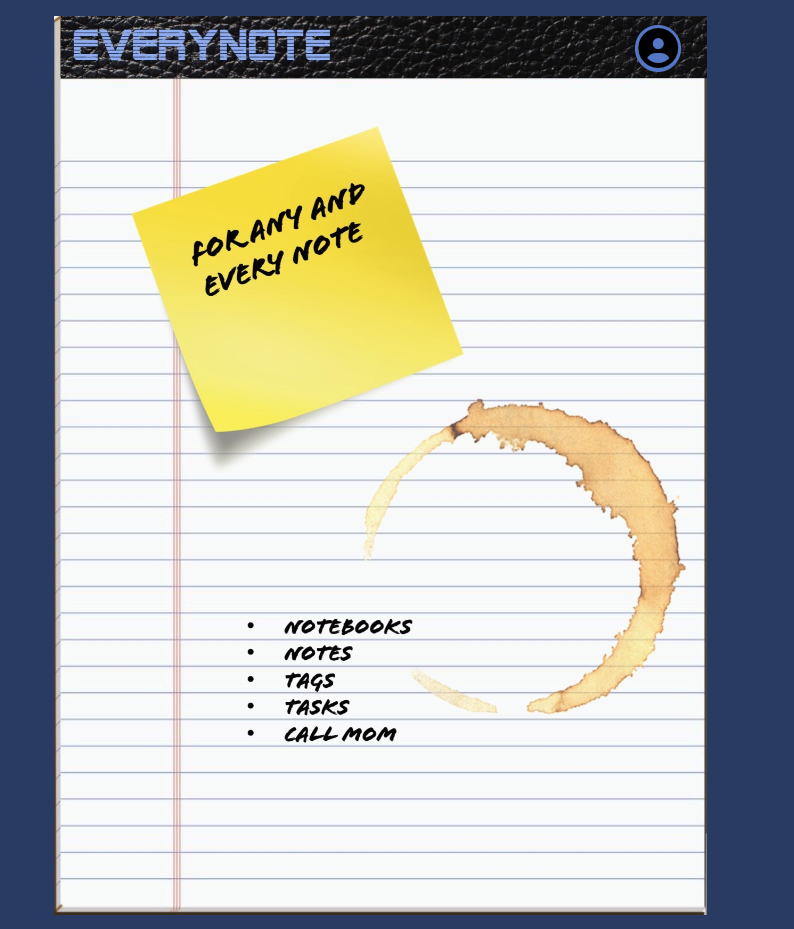 EVERYNOTE
FOR ANY AND
EVERY NOTE
• NOTEBOOKS
• NOTES
• TAGS
• TASKS
• CALL MOM